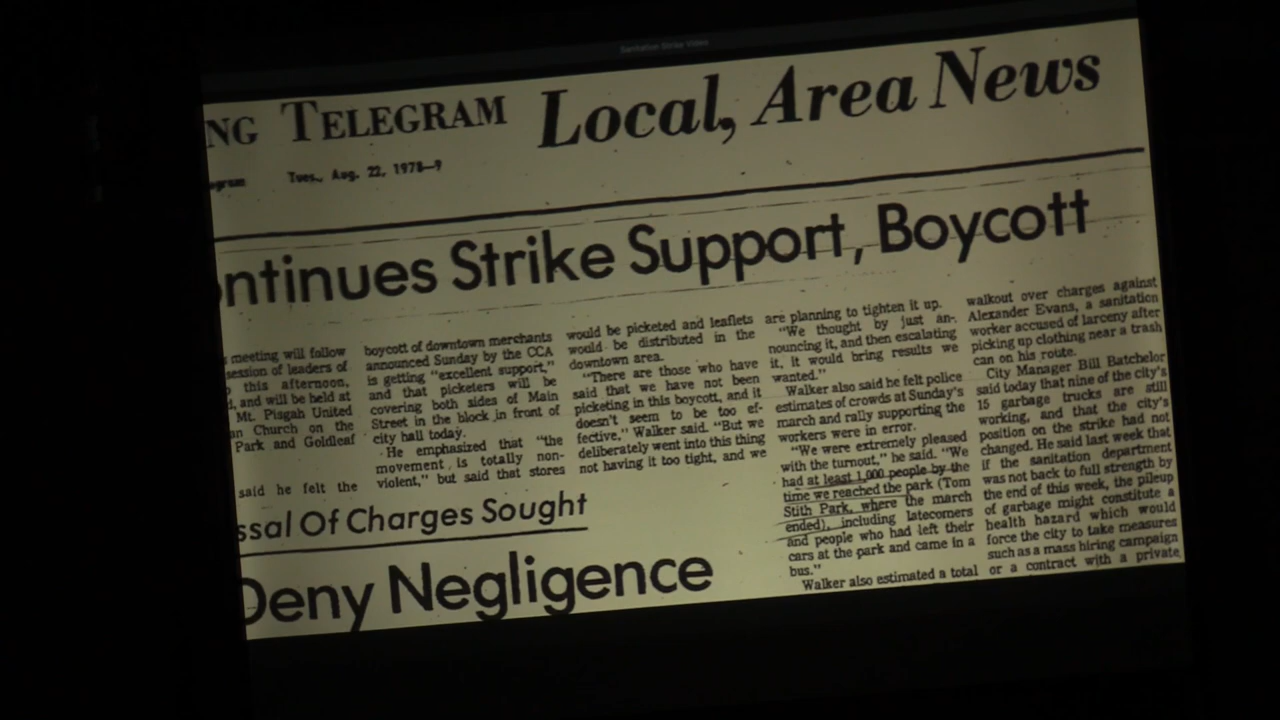 Sanitation Strike Video
NG TELEGRAM Local, Area News
gram Tues., Aug. 22, 1978—9
ntinues Strike Support, Boycott
meeting will follow
session of leaders of
this afternoon,
and will be held at
Mt. Pisgah United
Church on the
Park and Goldleaf
said he felt the
boycott of downtown merchants
announced Sunday by the CCA
is getting "excellent support,"
and that picketers will be
covering both sides of Main
Street in the block in front of
city hall today.
He emphasized that "the
movement is totally non-
violent," but said that stores
would be picketed and leaflets
would be distributed in the
downtown area.
"There are those who have
said that we have not been
picketing in this boycott, and it
doesn't seem to be too ef-
fective," Walker said. "But we
deliberately went into this thing
not having it too tight, and we
are planning to tighten it up.
"We thought by just an-
nouncing it, and then escalating
it, it would bring results we
wanted."
Walker also said he felt police
estimates of crowds at Sunday's
march and rally supporting the
workers were in error.
"We were extremely pleased
with the turnout," he said. "We
had at least 1,000 people by the
time we reached the park (Tom
Stith Park, where the march
ended), including latecomers
and people who had left their
cars at the park and came in a
bus."
Walker also estimated a total
walkout over charges against
Alexander Evans, a sanitation
worker accused of larceny after
picking up clothing near a trash
can on his route.
City Manager Bill Batchelor
said today that nine of the city's
15 garbage trucks are still
working, and that the city's
position on the strike had not
changed. He said last week that
if the sanitation department
was not back to full strength by
the end of this week, the pileup
of garbage might constitute a
health hazard which would
force the city to take measures
such as a mass hiring campaign
or a contract with a private
ssal Of Charges Sought
Deny Negligence